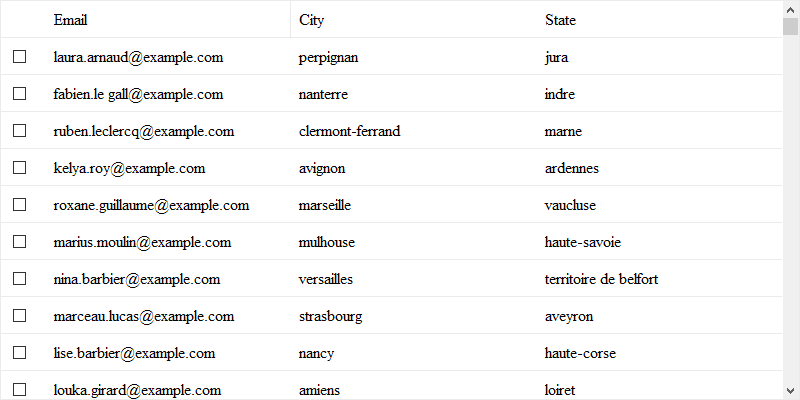 Email City State
laura.arnaud@example.com perpignan jura
fabien.le gall@example.com nanterre indre
ruben.leclercq@example.com clermont-ferrand marne
kelya.roy@example.com avignon ardennes
roxane.guillaume@example.com marseille vaucluse
marius.moulin@example.com mulhouse haute-savoie
nina.barbier@example.com versailles territoire de belfort
marceau.lucas@example.com strasbourg aveyron
lise.barbier@example.com nancy haute-corse
louka.girard@example.com amiens loiret